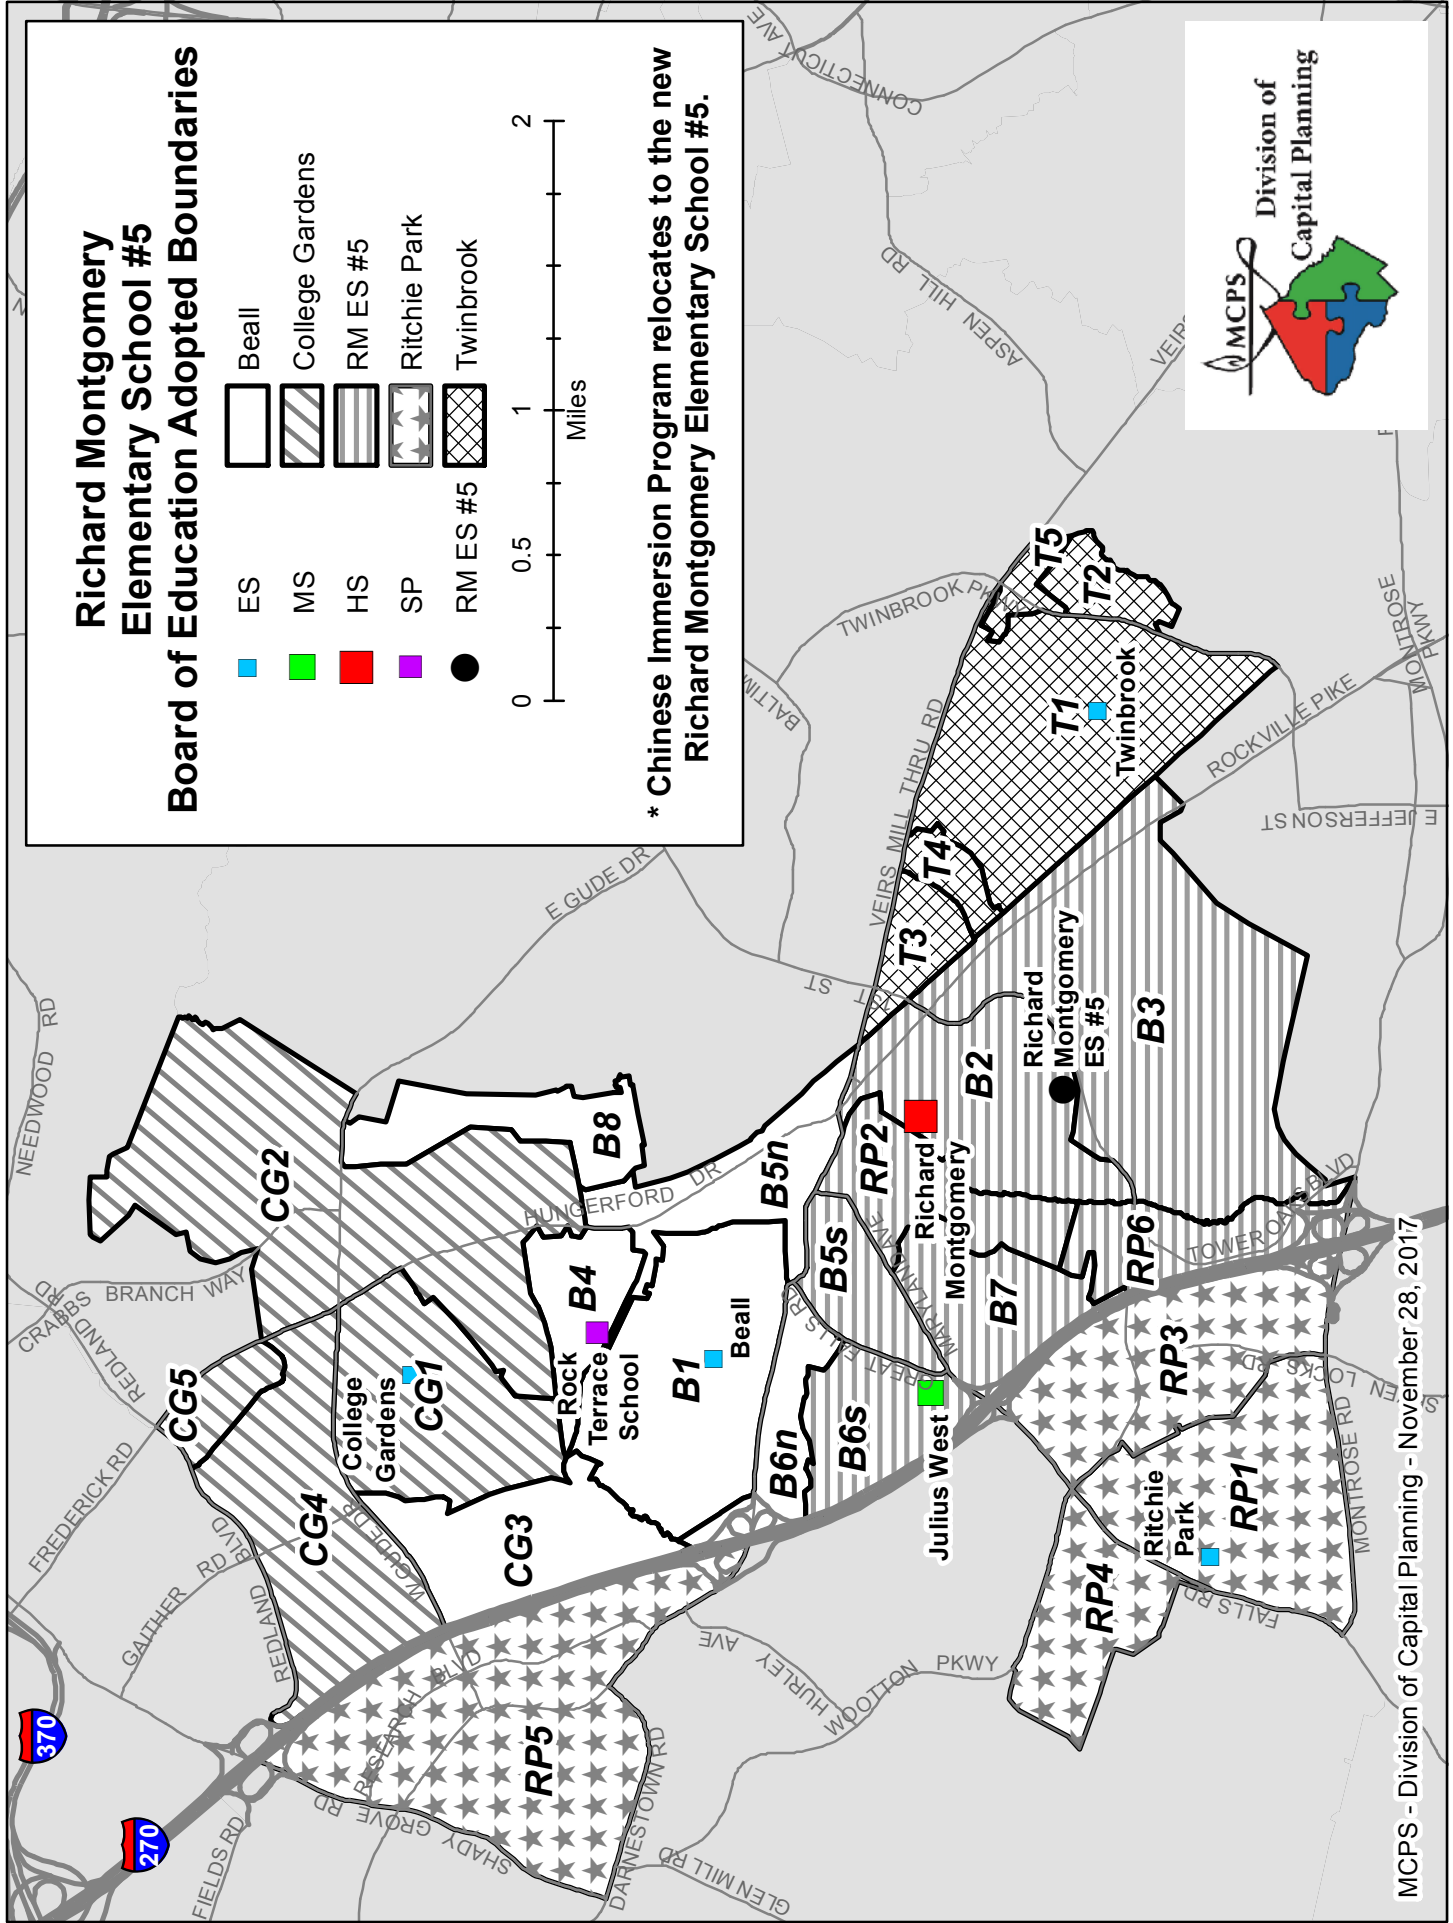 Richard Montgomery
Elementary School #5
Board of Education Adopted Boundaries
ES
MS
HS
SP
RM ES #5
Beall
College Gardens
RM ES #5
Ritchie Park
Twinbrook
0 0.5 1 2
Miles
* Chinese Immersion Program relocates to the new
Richard Montgomery Elementary School #5.
MCPS
Division of
Capital Planning
370
270
FIELDS RD
GAITHER RD
FREDERICK RD
REDLAND BLVD
REDLAND RD
CRABBS BRANCH WAY
NEEDWOOD RD
W GUDE DR
E GUDE DR
SHADY GROVE RD
RESEARCH BLVD
DARNESTOWN RD
GLEN MILL RD
HURLEY AVE
WOOTTON PKWY
HUNGERFORD DR
GREAT FALLS RD
MARYLAND AVE
FALLS RD
MONTROSE RD
TOWER OAKS BLVD
1ST ST
VEIRS MILL THRU RD
TWINBROOK PKWY
ROCKVILLE PIKE
E JEFFERSON ST
MONTROSE PKWY
ASPEN HILL RD
CONNECTICUT AVE
BALTIM
VEIRS
CG5
CG2
CG4
CG1
College
Gardens
CG3
RP5
Rock
Terrace
School
B4
B8
B1
Beall
B5n
B6n
B5s
B6s
RP2
B2
B7
B3
RP6
Richard
Montgomery
Richard
Montgomery
ES #5
Julius West
RP3
RP1
RP4
Ritchie
Park
T1
T2
T3
T4
T5
Twinbrook
MCPS - Division of Capital Planning - November 28, 2017